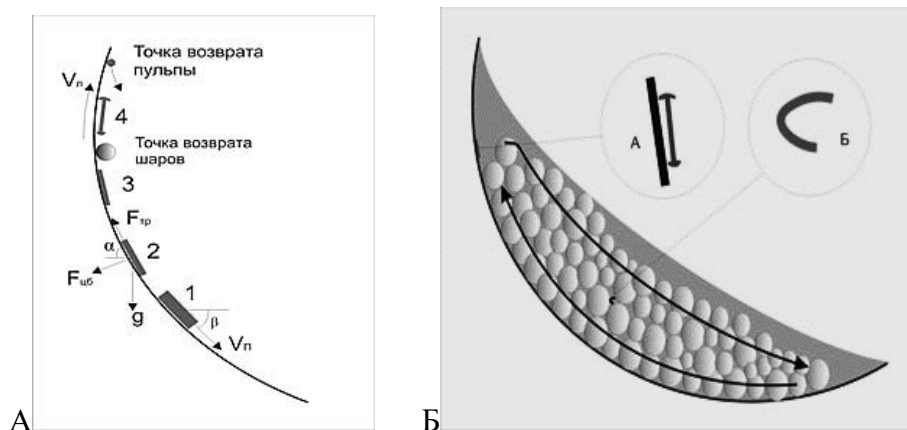 Точка возврата
пульпы
Vп
4
Точка возврата
шаров
3
Fтр
α
2
Fцб
1
g
β
Vп
А
А
Б
Б